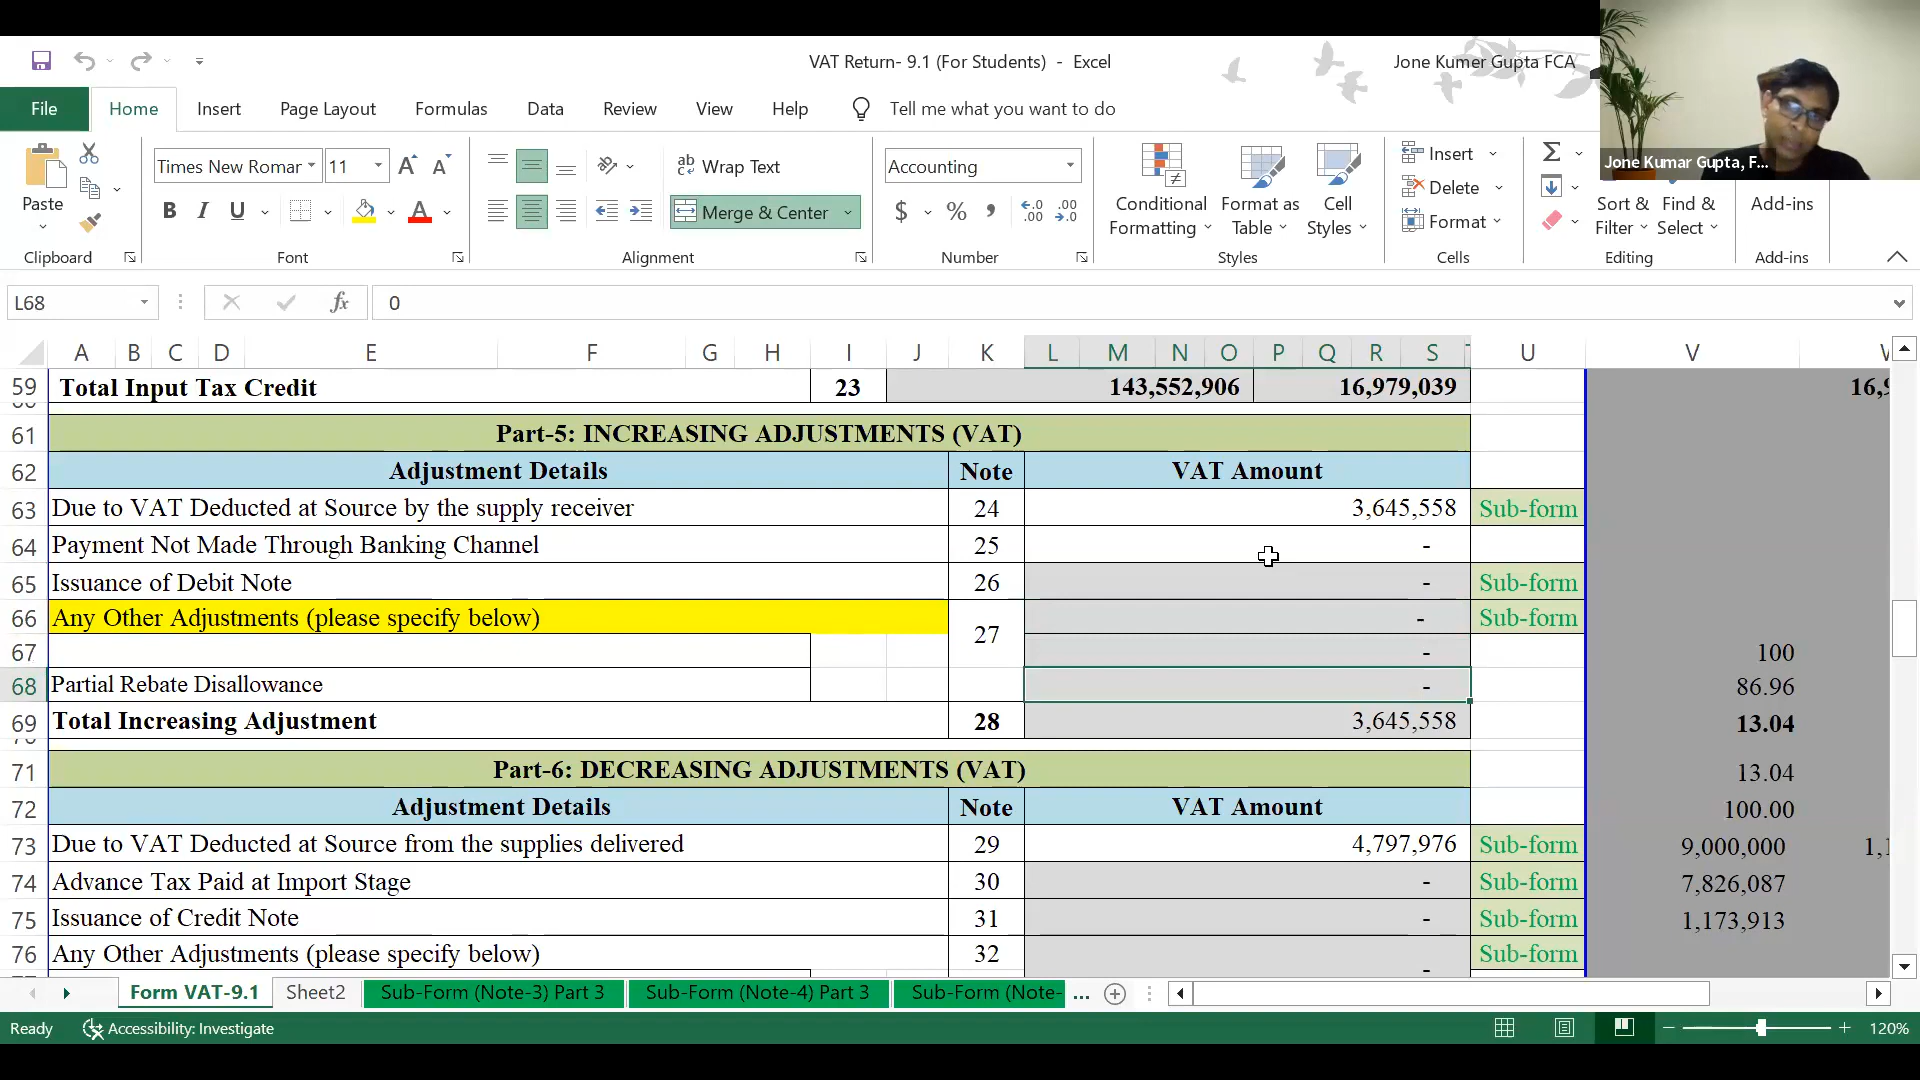 VAT Return- 9.1 (For Students) - Excel
Jone Kumer Gupta FCA
File Home Insert Page Layout Formulas Data Review View Help Tell me what you want to do
Jone Kumar Gupta, F...
Times New Romar 11 Wrap Text Accounting Insert
Paste Conditional Format as Cell Delete Sort & Find & Add-ins
B I U A Merge & Center $ % Formatting Table Styles Format Filter Select
Clipboard Font Alignment Number Styles Cells Editing Add-ins
L68 fx 0
A B C D E F G H I J K L M N O P Q R S T U V
59 Total Input Tax Credit 23 143,552,906 16,979,039
61 Part-5: INCREASING ADJUSTMENTS (VAT)
62 Adjustment Details Note VAT Amount
63 Due to VAT Deducted at Source by the supply receiver 24 3,645,558 Sub-form
64 Payment Not Made Through Banking Channel 25 -
65 Issuance of Debit Note 26 - Sub-form
66 Any Other Adjustments (please specify below) 27 - Sub-form
67 - 100
68 Partial Rebate Disallowance - 86.96
69 Total Increasing Adjustment 28 3,645,558 13.04
71 Part-6: DECREASING ADJUSTMENTS (VAT) 13.04
72 Adjustment Details Note VAT Amount 100.00
73 Due to VAT Deducted at Source from the supplies delivered 29 4,797,976 Sub-form 9,000,000
74 Advance Tax Paid at Import Stage 30 - Sub-form 7,826,087
75 Issuance of Credit Note 31 - Sub-form 1,173,913
76 Any Other Adjustments (please specify below) 32 - Sub-form
Form VAT-9.1 Sheet2 Sub-Form (Note-3) Part 3 Sub-Form (Note-4) Part 3 Sub-Form (Note- ...
Ready Accessibility: Investigate 120%